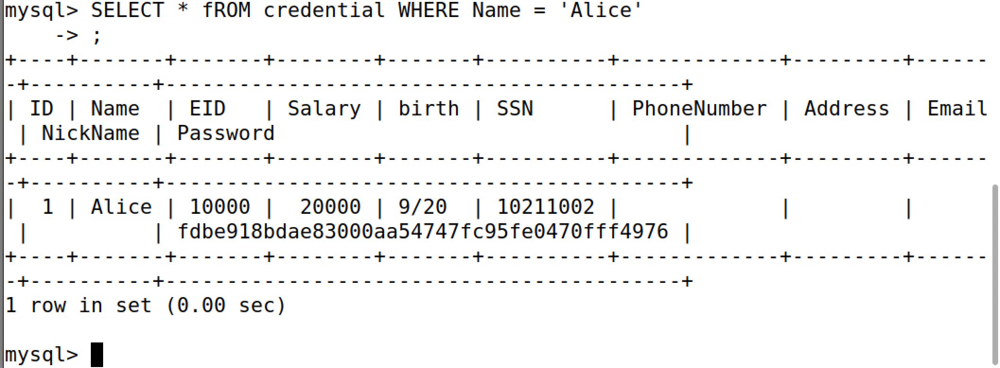 mysql> SELECT * fROM credential WHERE Name = 'Alice'
    -> ;
+----+-------+-------+--------+-------+----------+-------------+---------+------
-+----------+------------------------------------------+
| ID | Name  | EID   | Salary | birth | SSN      | PhoneNumber | Address | Email
 | NickName | Password                                 |
+----+-------+-------+--------+-------+----------+-------------+---------+------
-+----------+------------------------------------------+
|  1 | Alice | 10000 |  20000 | 9/20  | 10211002 |             |         |
 |          | fdbe918bdae83000aa54747fc95fe0470fff4976 |
+----+-------+-------+--------+-------+----------+-------------+---------+------
-+----------+------------------------------------------+
1 row in set (0.00 sec)

mysql>